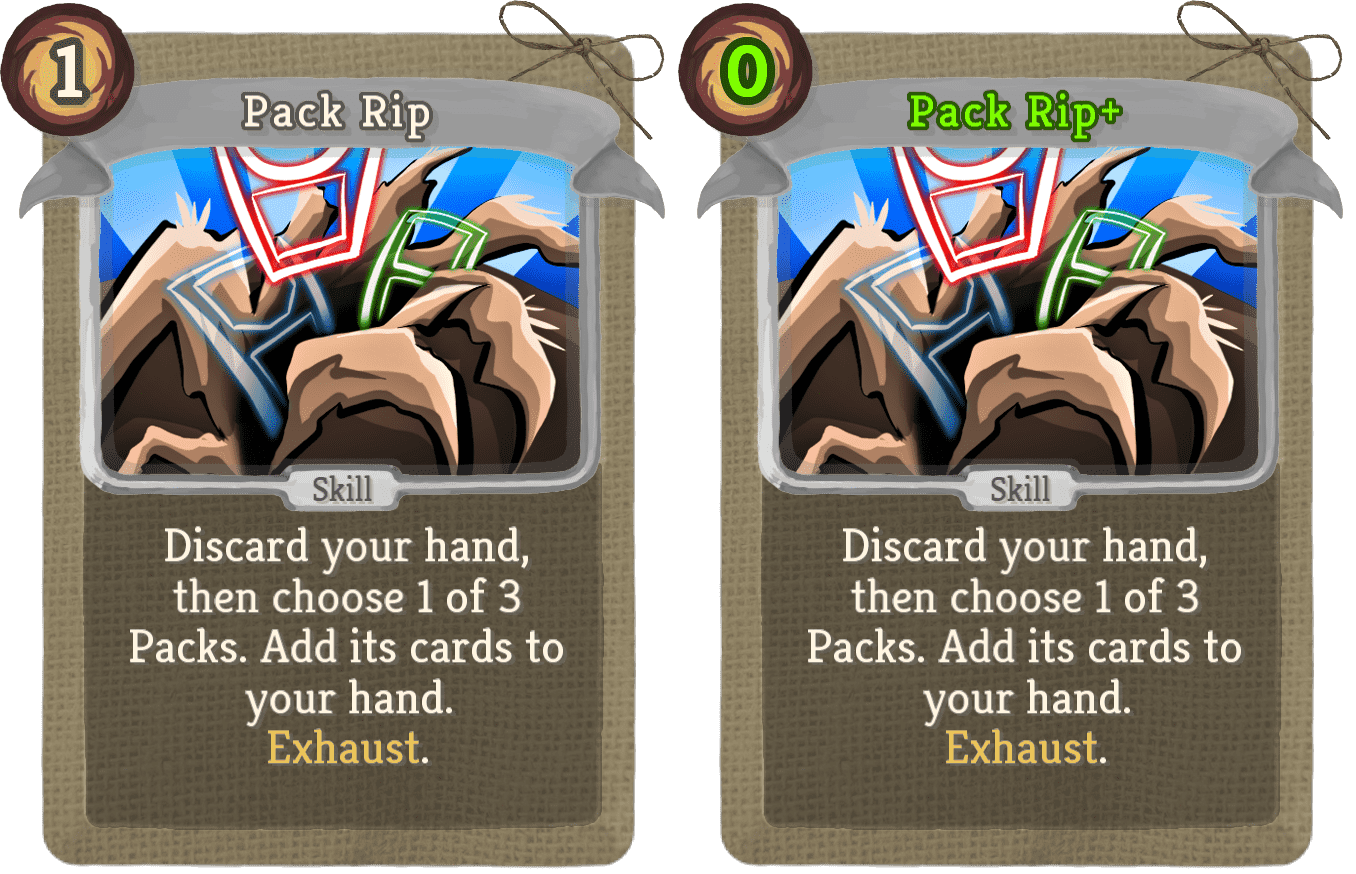 1
Pack Rip
Skill
Discard your hand,
then choose 1 of 3
Packs. Add its cards to
your hand.
Exhaust.
0
Pack Rip+
Skill
Discard your hand,
then choose 1 of 3
Packs. Add its cards to
your hand.
Exhaust.